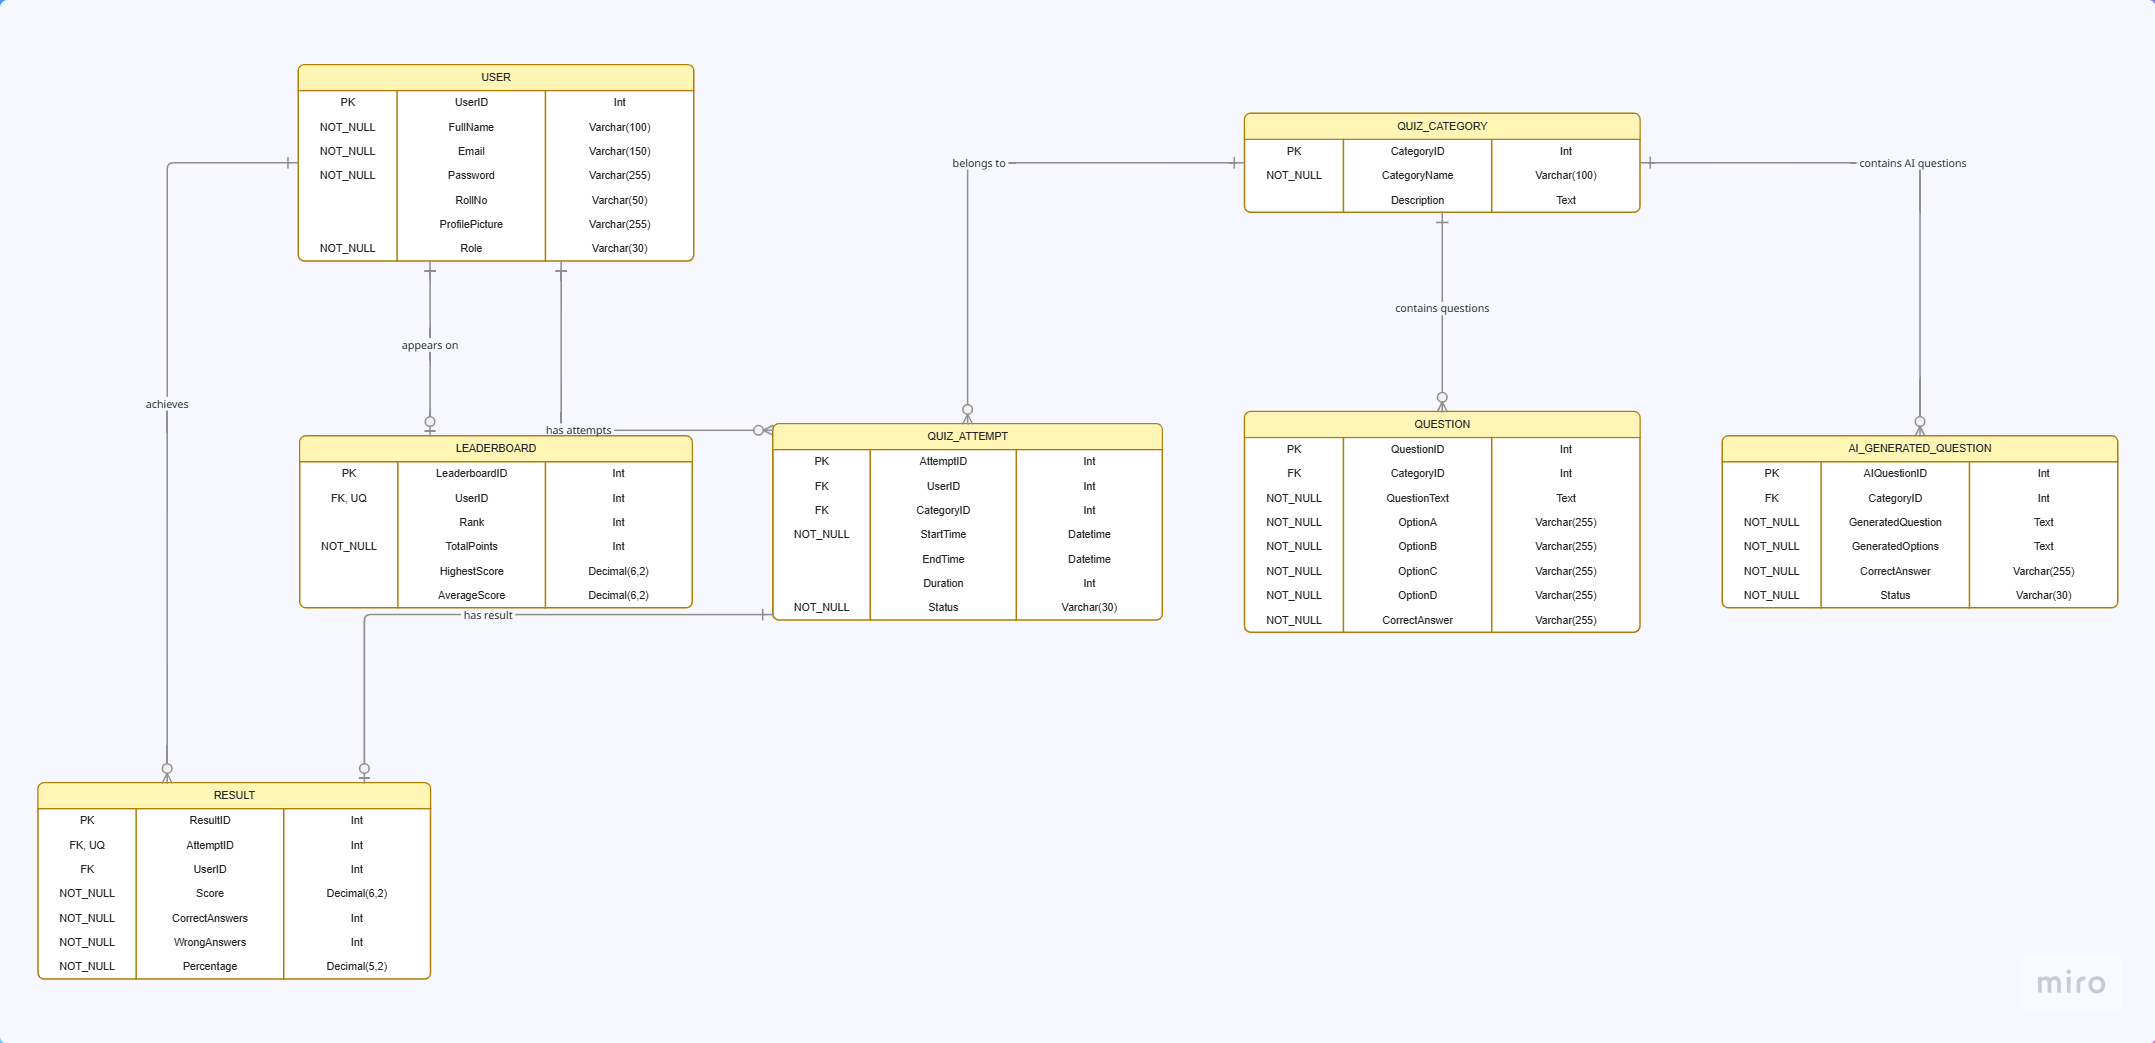 USER
PK UserID Int
NOT_NULL FullName Varchar(100)
NOT_NULL Email Varchar(150)
NOT_NULL Password Varchar(255)
RollNo Varchar(50)
ProfilePicture Varchar(255)
NOT_NULL Role Varchar(30)
QUIZ_CATEGORY
PK CategoryID Int
NOT_NULL CategoryName Varchar(100)
Description Text
belongs to
contains AI questions
contains questions
appears on
achieves
has attempts
LEADERBOARD
PK LeaderboardID Int
FK, UQ UserID Int
Rank Int
NOT_NULL TotalPoints Int
HighestScore Decimal(6,2)
AverageScore Decimal(6,2)
QUIZ_ATTEMPT
PK AttemptID Int
FK UserID Int
FK CategoryID Int
NOT_NULL StartTime Datetime
EndTime Datetime
Duration Int
NOT_NULL Status Varchar(30)
QUESTION
PK QuestionID Int
FK CategoryID Int
NOT_NULL QuestionText Text
NOT_NULL OptionA Varchar(255)
NOT_NULL OptionB Varchar(255)
NOT_NULL OptionC Varchar(255)
NOT_NULL OptionD Varchar(255)
NOT_NULL CorrectAnswer Varchar(255)
AI_GENERATED_QUESTION
PK AIQuestionID Int
FK CategoryID Int
NOT_NULL GeneratedQuestion Text
NOT_NULL GeneratedOptions Text
NOT_NULL CorrectAnswer Varchar(255)
NOT_NULL Status Varchar(30)
has result
RESULT
PK ResultID Int
FK, UQ AttemptID Int
FK UserID Int
NOT_NULL Score Decimal(6,2)
NOT_NULL CorrectAnswers Int
NOT_NULL WrongAnswers Int
NOT_NULL Percentage Decimal(5,2)
miro